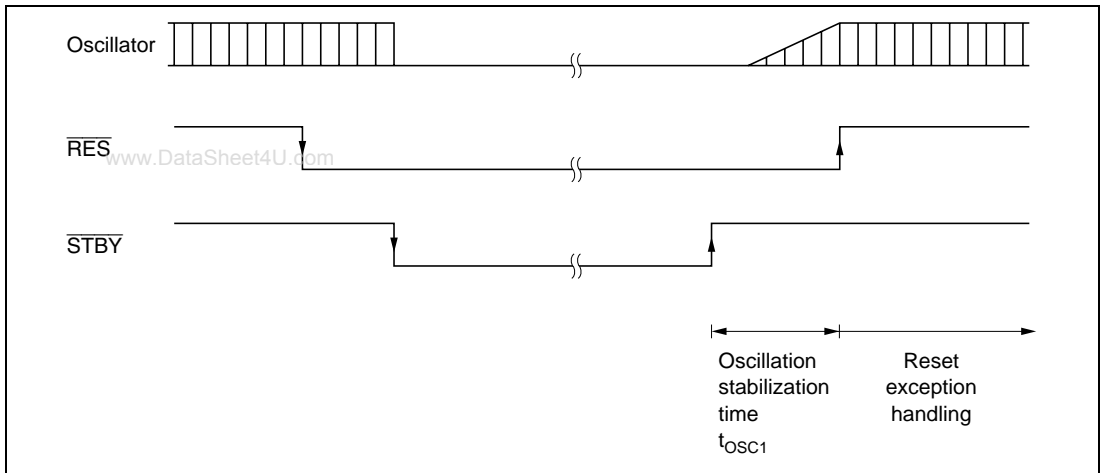 Oscillator
RES
www.DataSheet4U.com
STBY
Oscillation
stabilization
time
tOSC1
Reset
exception
handling